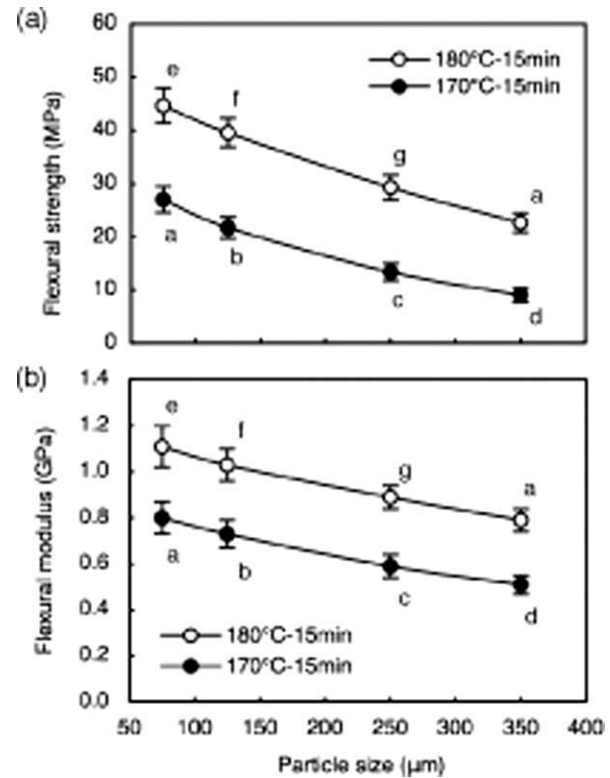 (a)
60
50
40
30
20
10
0
Flexural strength (MPa)
180°C-15min
170°C-15min
e
f
g
a
a
b
c
d
(b)
1.4
1.2
1.0
0.8
0.6
0.4
0.2
0.0
Flexural modulus (GPa)
e
f
g
a
a
b
c
d
180°C-15min
170°C-15min
50 100 150 200 250 300 350 400
Particle size (µm)